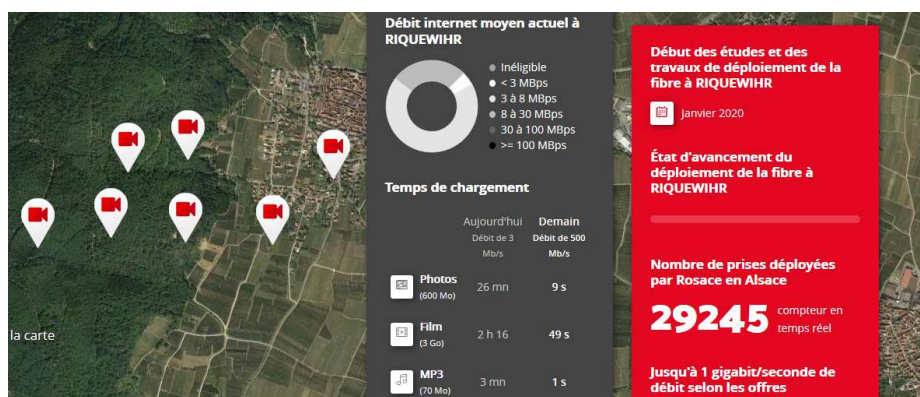 la carte
Débit internet moyen actuel à
RIQUEWIHR
Inéligible
< 3 MBps
3 à 8 MBps
8 à 30 MBps
30 à 100 MBps
>= 100 MBps
Temps de chargement
Aujourd'hui Demain
Débit de 3 Débit de 500
Mb/s Mb/s
Photos
(600 Mo) 26 mn 9 s
Film
(3 Go) 2 h 16 49 s
MP3
(70 Mo) 3 mn 1 s
Début des études et des
travaux de déploiement de la
fibre à RIQUEWIHR
Janvier 2020
État d'avancement du
déploiement de la fibre à
RIQUEWIHR
Nombre de prises déployées
par Rosace en Alsace
29245 compteur en
temps réel
Jusqu'à 1 gigabit/seconde de
débit selon les offres